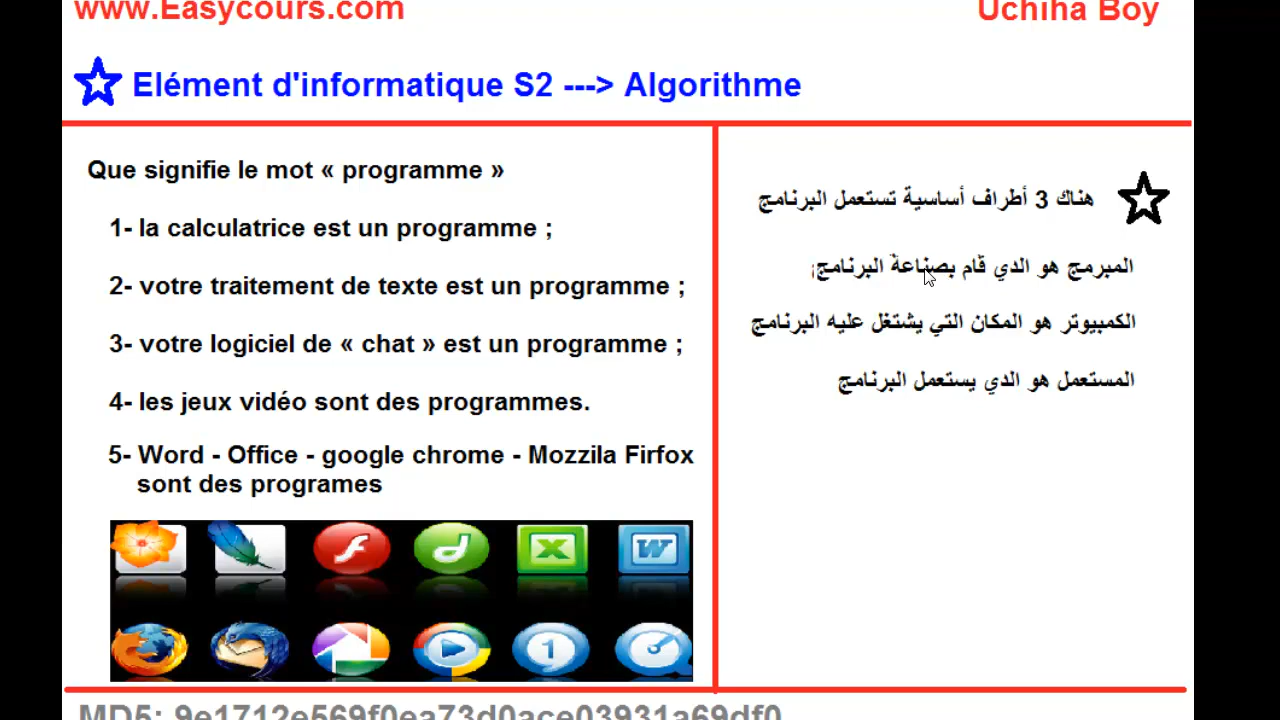 www.Easycours.com
Uchiha Boy
Elément d'informatique S2 ---> Algorithme
Que signifie le mot « programme »
1- la calculatrice est un programme ;
2- votre traitement de texte est un programme ;
3- votre logiciel de « chat » est un programme ;
4- les jeux vidéo sont des programmes.
5- Word - Office - google chrome - Mozzila Firfox
sont des programes
هناك 3 أطراف أساسية تستعمل البرنامج
المبرمج هو الدي قام بصناعة البرنامج
الكمبيوتر هو المكان التي يشتغل عليه البرنامج
المستعمل هو الدي يستعمل البرنامج
MD5: 9e1712e569f0ea73d0ace03931a69df0